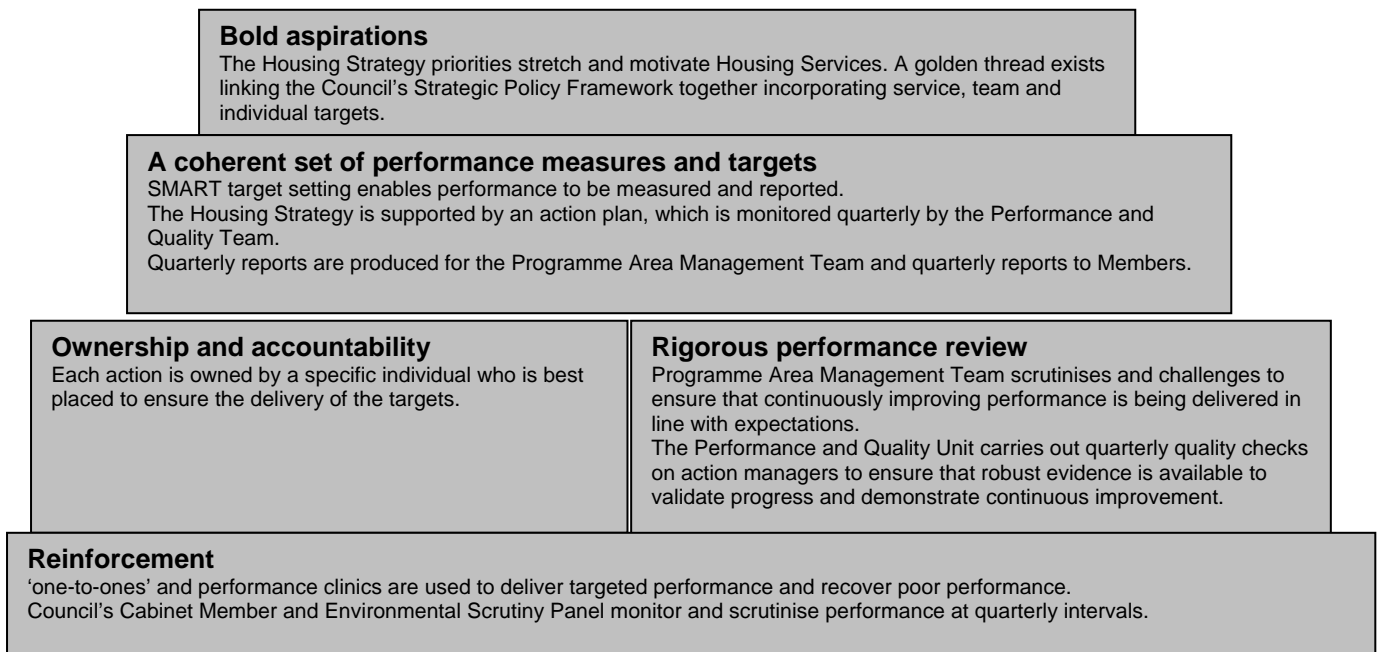 Bold aspirations
The Housing Strategy priorities stretch and motivate Housing Services. A golden thread exists
linking the Council's Strategic Policy Framework together incorporating service, team and
individual targets.
A coherent set of performance measures and targets
SMART target setting enables performance to be measured and reported.
The Housing Strategy is supported by an action plan, which is monitored quarterly by the Performance and
Quality Team.
Quarterly reports are produced for the Programme Area Management Team and quarterly reports to Members.
Ownership and accountability
Each action is owned by a specific individual who is best
placed to ensure the delivery of the targets.
Rigorous performance review
Programme Area Management Team scrutinises and challenges to
ensure that continuously improving performance is being delivered in
line with expectations.
The Performance and Quality Unit carries out quarterly quality checks
on action managers to ensure that robust evidence is available to
validate progress and demonstrate continuous improvement.
Reinforcement
‘one-to-ones’ and performance clinics are used to deliver targeted performance and recover poor performance.
Council's Cabinet Member and Environmental Scrutiny Panel monitor and scrutinise performance at quarterly intervals.